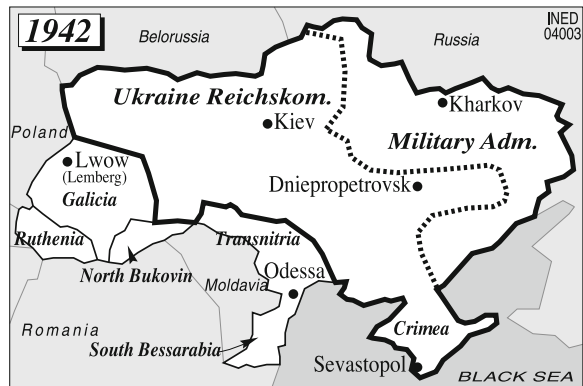 1942
Belorussia
Russia
INED
04003
Ukraine Reichskom.
Kharkov
Kiev
Military Adm.
Poland
Lwow
(Lemberg)
Galicia
Dniepropetrovsk
Ruthenia
Transnitria
North Bukovin
Odessa
Moldavia
Romania
Crimea
South Bessarabia
Sevastopol
BLACK SEA